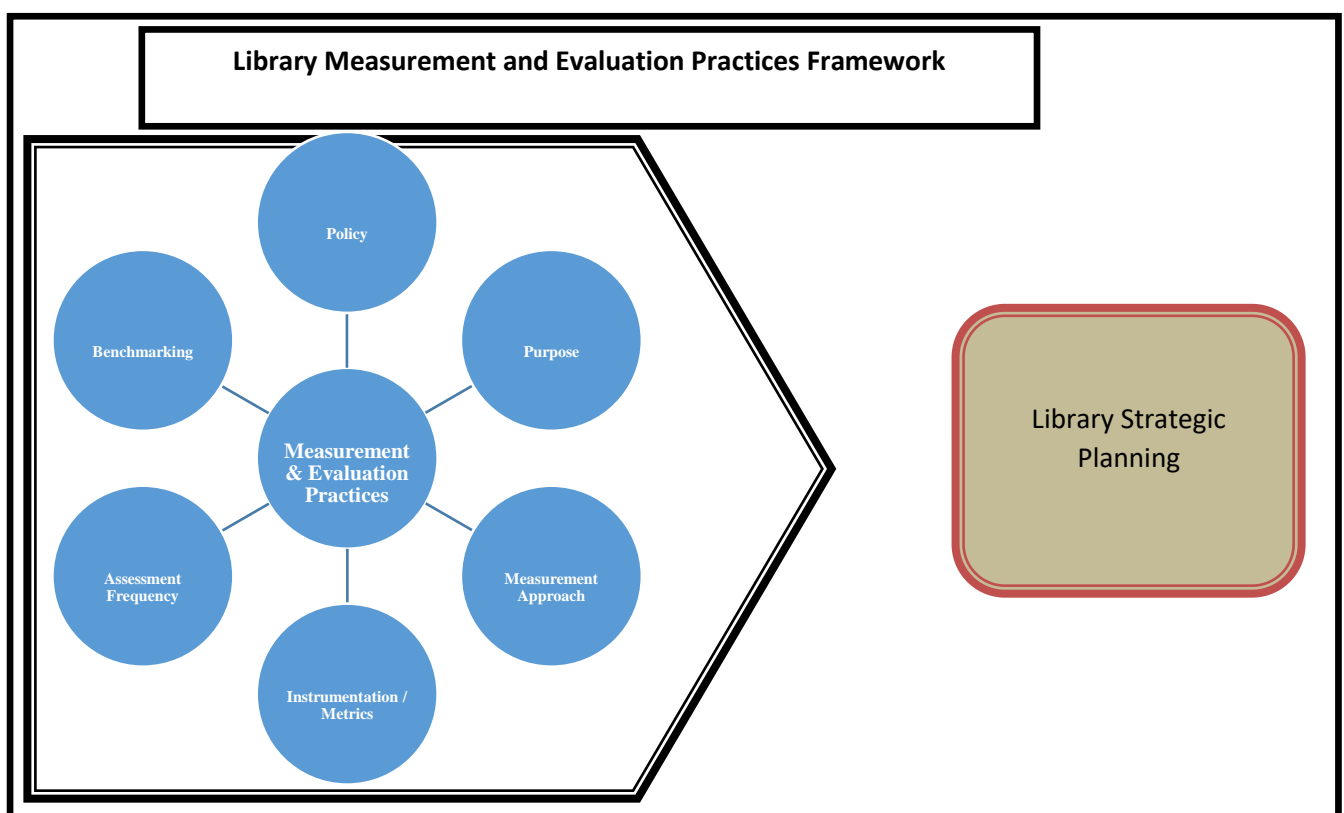 Library Measurement and Evaluation Practices Framework
Policy
Benchmarking
Purpose
Measurement
& Evaluation
Practices
Library Strategic
Planning
Assessment
Frequency
Measurement
Approach
Instrumentation /
Metrics